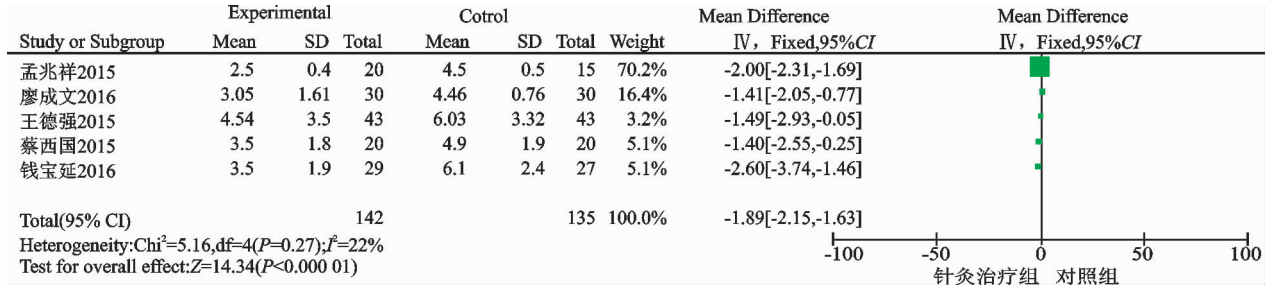 Experimental Cotrol Mean Difference Mean Difference
Study or Subgroup Mean SD Total Mean SD Total Weight Ⅳ，Fixed,95%CI Ⅳ，Fixed,95%CI
孟兆祥2015 2.5 0.4 20 4.5 0.5 15 70.2% -2.00[-2.31,-1.69]
廖成文2016 3.05 1.61 30 4.46 0.76 30 16.4% -1.41[-2.05,-0.77]
王德强2015 4.54 3.5 43 6.03 3.32 43 3.2% -1.49[-2.93,-0.05]
蔡西国2015 3.5 1.8 20 4.9 1.9 20 5.1% -1.40[-2.55,-0.25]
钱宝延2016 3.5 1.9 29 6.1 2.4 27 5.1% -2.60[-3.74,-1.46]
Total(95% CI) 142 135 100.0% -1.89[-2.15,-1.63]
Heterogeneity:Chi²=5.16,df=4(P=0.27);I²=22%
Test for overall effect:Z=14.34(P<0.000 01)
-100 -50 0 50 100
针灸治疗组 对照组